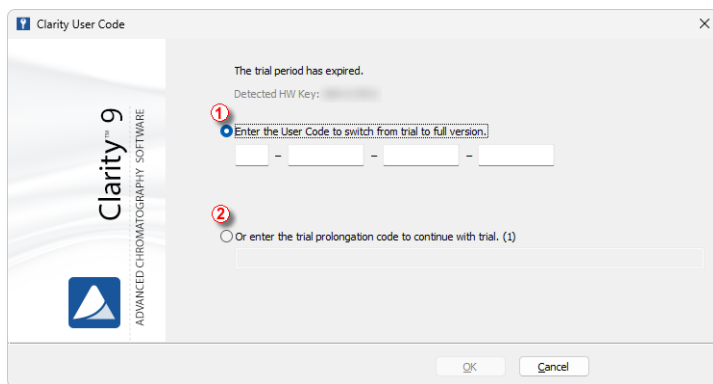 Clarity User Code
The trial period has expired.
Detected HW Key:
1
Enter the User Code to switch from trial to full version.
– – –
2
Or enter the trial prolongation code to continue with trial. (1)
Clarity™ 9
ADVANCED CHROMATOGRAPHY SOFTWARE
OK
Cancel